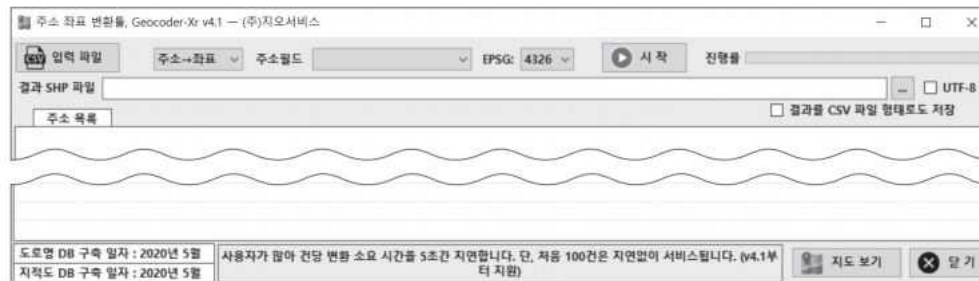 주소 좌표 변환툴, Geocoder-Xr v4.1 — (주)지오서비스
CSV 입력 파일 주소→좌표 주소필드 EPSG: 4326 시 작 진행률
결과 SHP 파일 ... UTF-8
결과를 CSV 파일 형태로도 저장
주소 목록
도로명 DB 구축 일자 : 2020년 5월
지적도 DB 구축 일자 : 2020년 5월
사용자가 많아 건당 변환 소요 시간을 5초간 지연합니다. 단, 처음 100건은 지연없이 서비스됩니다. (v4.1부
터 지원)
지도 보기 닫 기